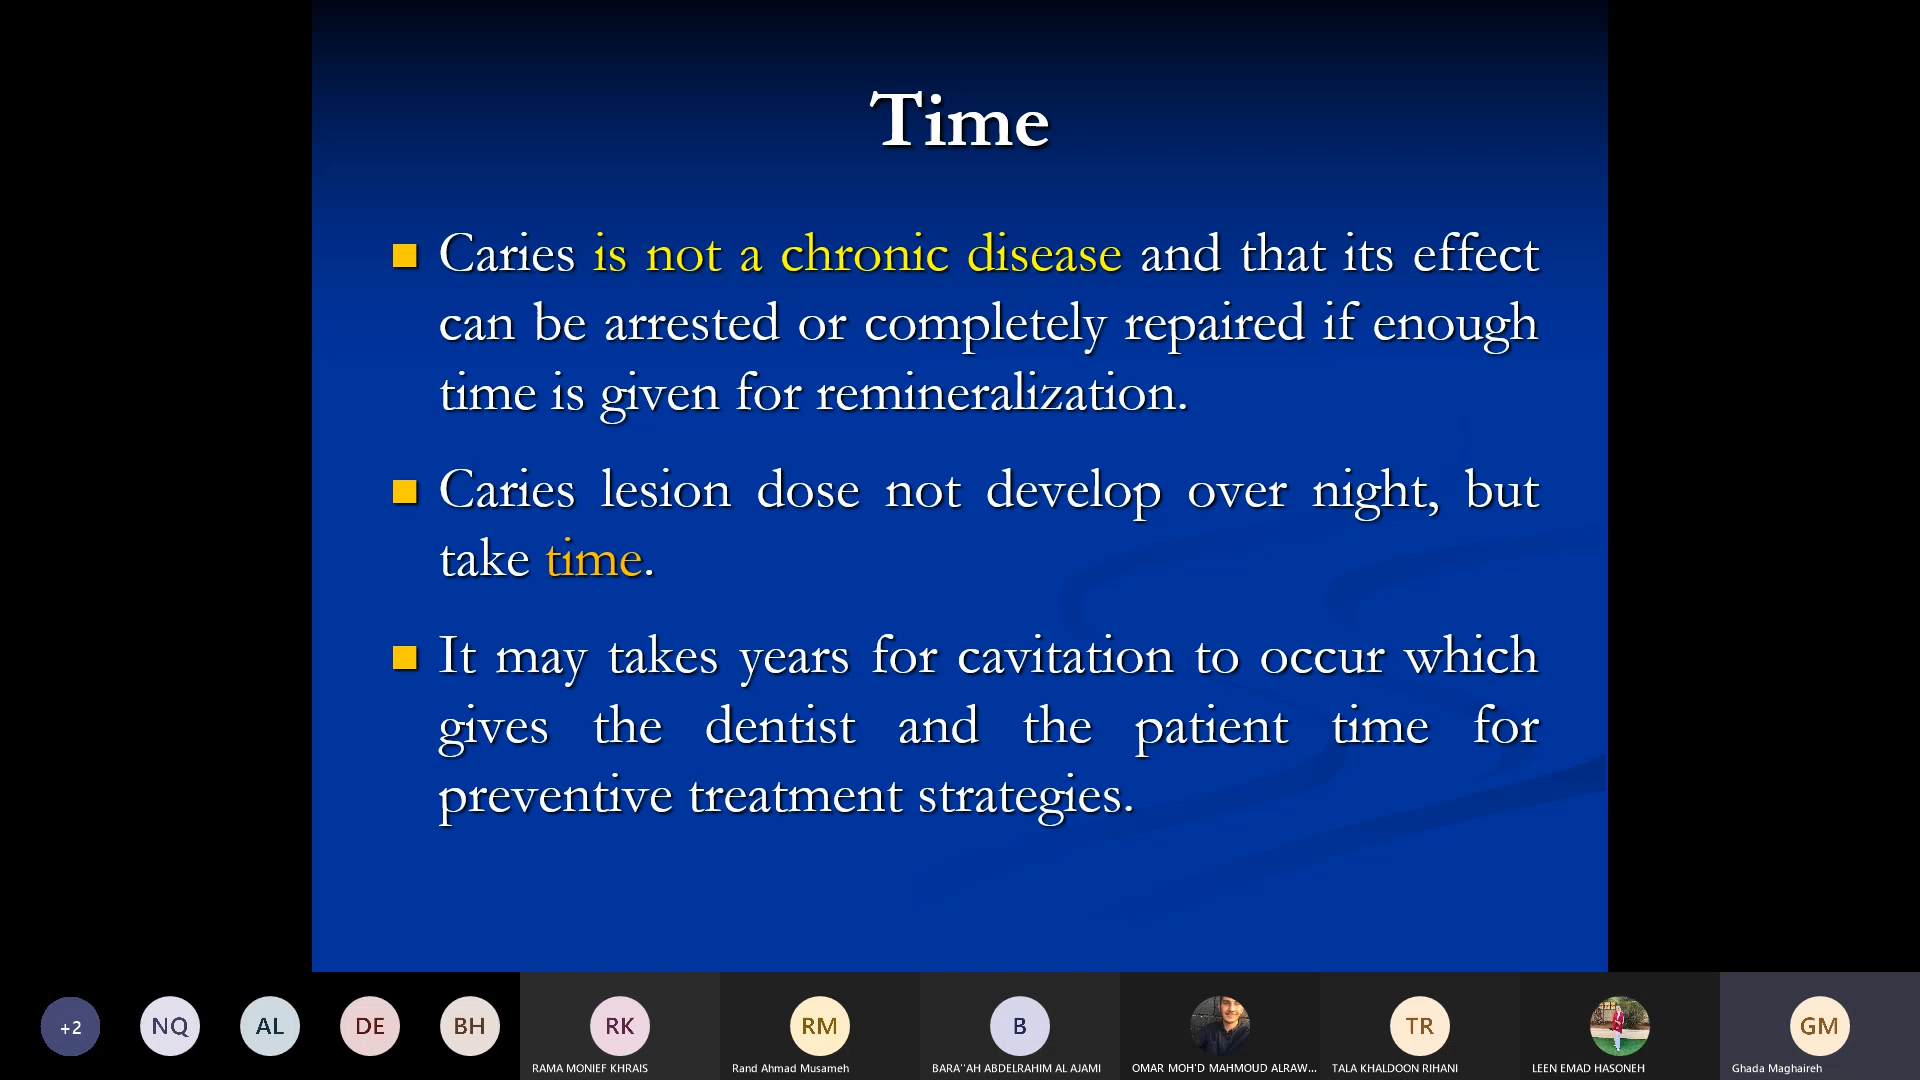 Time
Caries is not a chronic disease and that its effect
can be arrested or completely repaired if enough
time is given for remineralization.
Caries lesion dose not develop over night, but
take time.
It may takes years for cavitation to occur which
gives the dentist and the patient time for
preventive treatment strategies.
+2
NQ
AL
DE
BH
RK
RM
B
TR
GM
RAMA MONIEF KHRAIS
Rand Ahmad Musameh
BARA''AH ABDELRAHIM AL AJAMI
OMAR MOH'D MAHMOUD ALRAW...
TALA KHALDOON RIHANI
LEEN EMAD HASONEH
Ghada Maghaireh